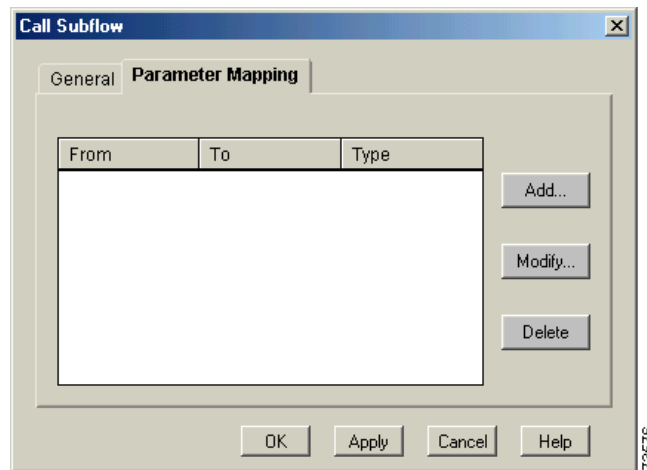 Call Subflow
General Parameter Mapping
From To Type
Add...
Modify...
Delete
OK Apply Cancel Help